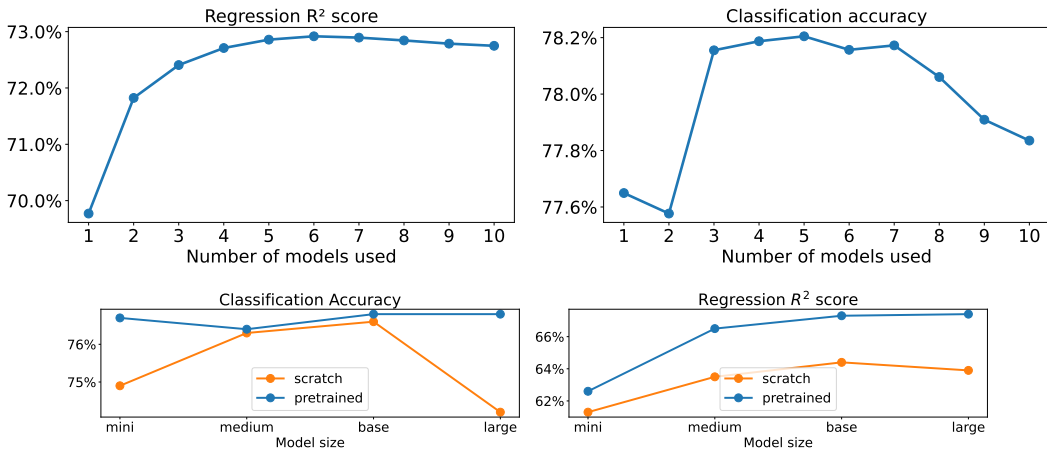 Regression R² score
73.0%
72.0%
71.0%
70.0%
1 2 3 4 5 6 7 8 9 10
Number of models used
Classification accuracy
78.2%
78.0%
77.8%
77.6%
1 2 3 4 5 6 7 8 9 10
Number of models used
Classification Accuracy
76%
75%
scratch
pretrained
mini medium base large
Model size
Regression R² score
66%
64%
62%
scratch
pretrained
mini medium base large
Model size